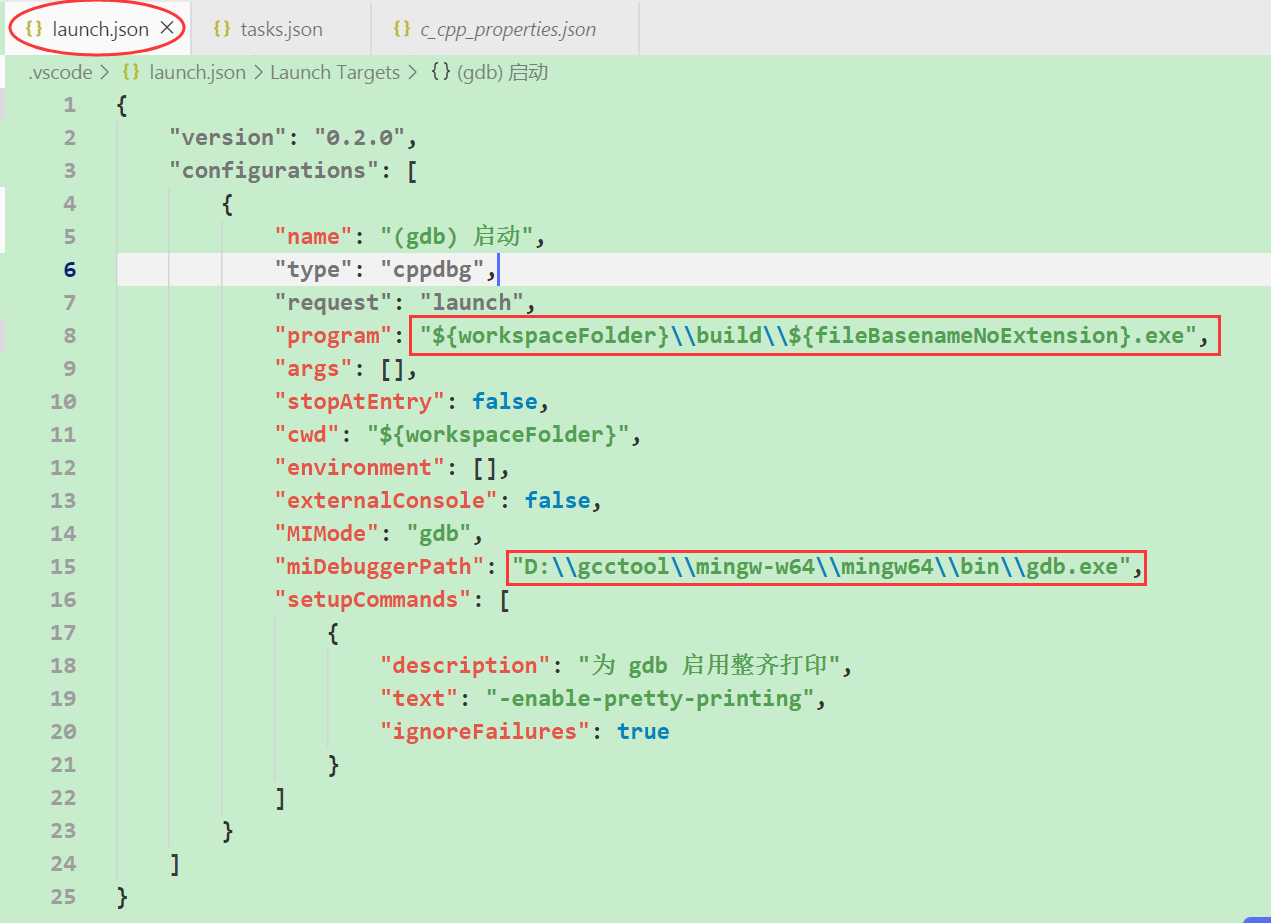 launch.json
tasks.json
c_cpp_properties.json
.vscode > launch.json > Launch Targets > {} (gdb) 启动
1 {
2     "version": "0.2.0",
3     "configurations": [
4         {
5             "name": "(gdb) 启动",
6             "type": "cppdbg",
7             "request": "launch",
8             "program": "${workspaceFolder}\\build\\${fileBasenameNoExtension}.exe",
9             "args": [],
10             "stopAtEntry": false,
11             "cwd": "${workspaceFolder}",
12             "environment": [],
13             "externalConsole": false,
14             "MIMode": "gdb",
15             "miDebuggerPath": "D:\\gcctool\\mingw-w64\\mingw64\\bin\\gdb.exe",
16             "setupCommands": [
17                 {
18                     "description": "为 gdb 启用整齐打印",
19                     "text": "-enable-pretty-printing",
20                     "ignoreFailures": true
21                 }
22             ]
23         }
24     ]
25 }